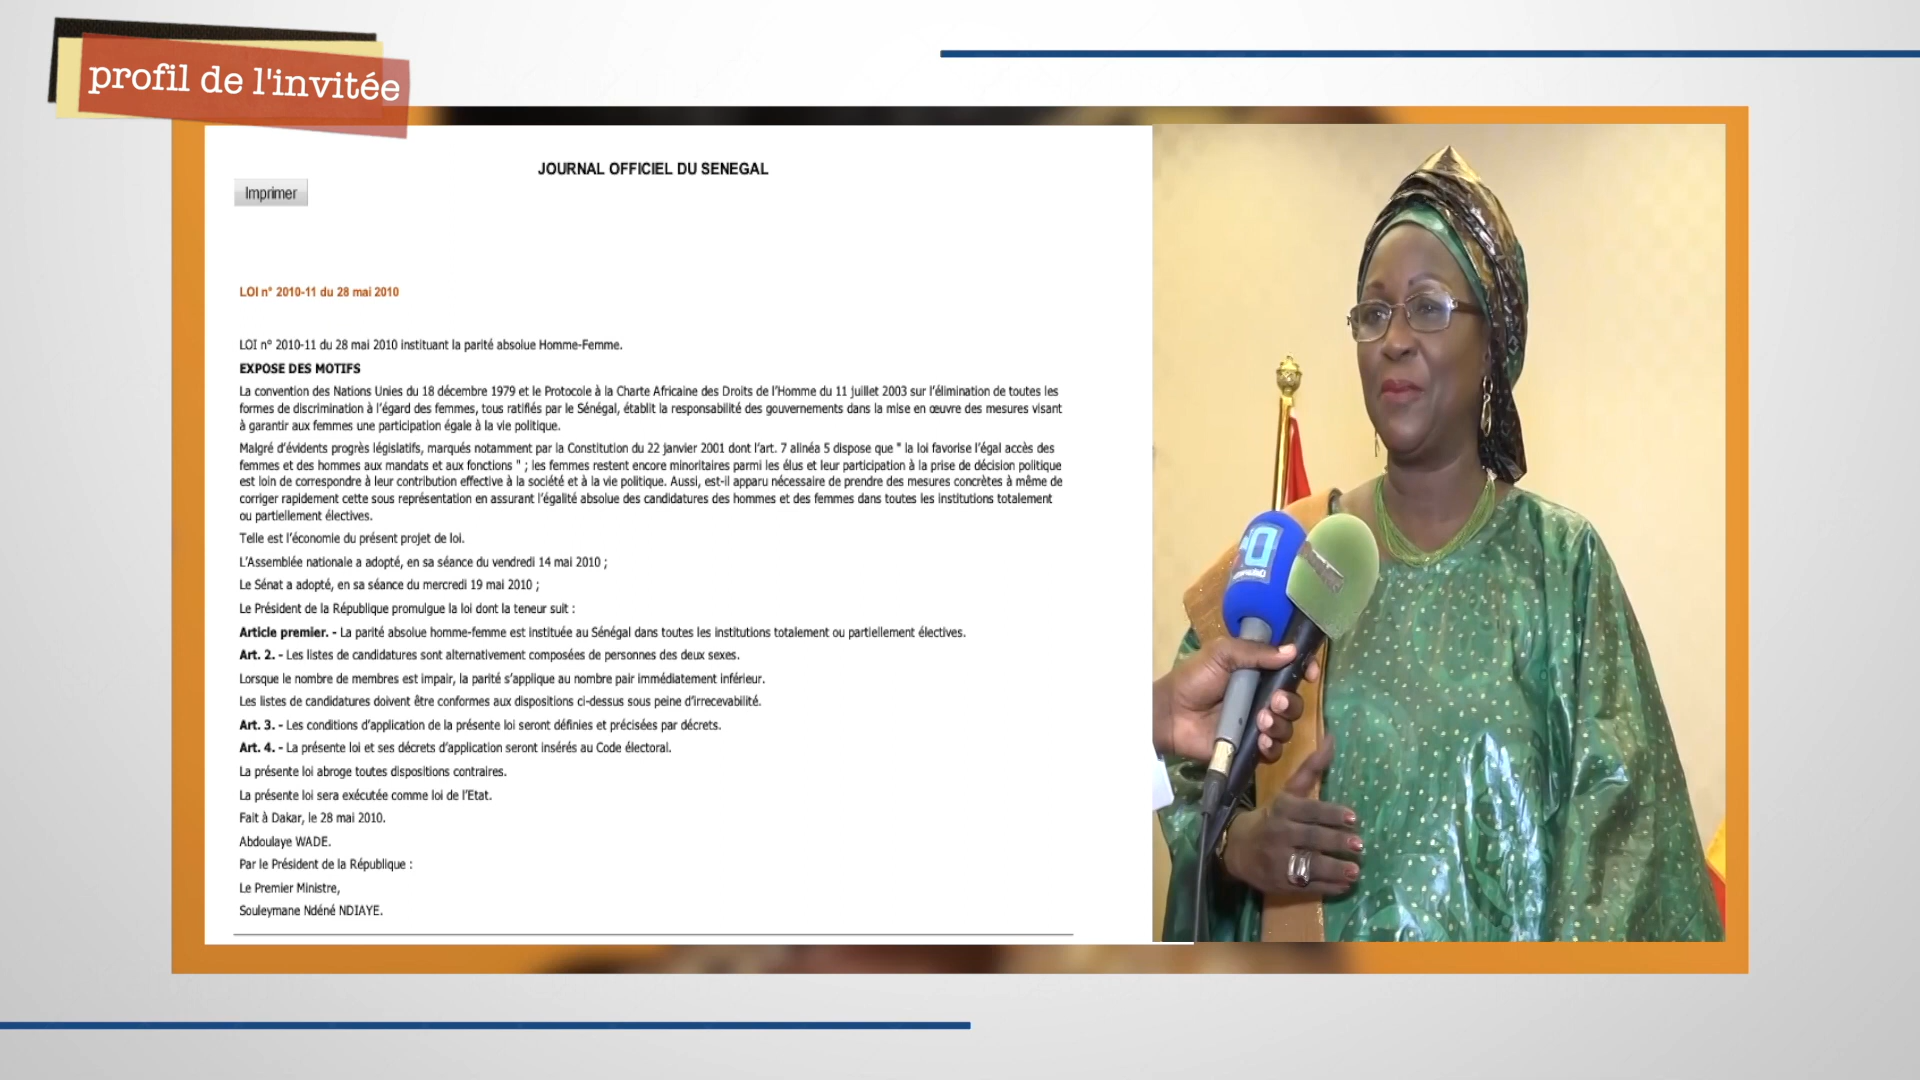 profil de l'invitée
JOURNAL OFFICIEL DU SENEGAL
Imprimer
LOI n° 2010-11 du 28 mai 2010
LOI n° 2010-11 du 28 mai 2010 instituant la parité absolue Homme-Femme.
EXPOSE DES MOTIFS
La convention des Nations Unies du 18 décembre 1979 et le Protocole à la Charte Africaine des Droits de l'Homme du 11 juillet 2003 sur l'élimination de toutes les
formes de discrimination à l'égard des femmes, tous ratifiés par le Sénégal, établit la responsabilité des gouvernements dans la mise en œuvre des mesures visant
à garantir aux femmes une participation égale à la vie politique.
Malgré d'évidents progrès législatifs, marqués notamment par la Constitution du 22 janvier 2001 dont l'art. 7 alinéa 5 dispose que " la loi favorise l'égal accès des
femmes et des hommes aux mandats et aux fonctions " ; les femmes restent encore minoritaires parmi les élus et leur participation à la prise de décision politique
est loin de correspondre à leur contribution effective à la société et à la vie politique. Aussi, est-il apparu nécessaire de prendre des mesures concrètes à même de
corriger rapidement cette sous représentation en assurant l'égalité absolue des candidatures des hommes et des femmes dans toutes les institutions totalement
ou partiellement électives.
Telle est l'économie du présent projet de loi.
L'Assemblée nationale a adopté, en sa séance du vendredi 14 mai 2010 ;
Le Sénat a adopté, en sa séance du mercredi 19 mai 2010 ;
Le Président de la République promulgue la loi dont la teneur suit :
Article premier. - La parité absolue homme-femme est instituée au Sénégal dans toutes les institutions totalement ou partiellement électives.
Art. 2. - Les listes de candidatures sont alternativement composées de personnes des deux sexes.
Lorsque le nombre de membres est impair, la parité s'applique au nombre pair immédiatement inférieur.
Les listes de candidatures doivent être conformes aux dispositions ci-dessus sous peine d'irrecevabilité.
Art. 3. - Les conditions d'application de la présente loi seront définies et précisées par décrets.
Art. 4. - La présente loi et ses décrets d'application seront insérés au Code électoral.
La présente loi abroge toutes dispositions contraires.
La présente loi sera exécutée comme loi de l'Etat.
Fait à Dakar, le 28 mai 2010.
Abdoulaye WADE.
Par le Président de la République :
Le Premier Ministre,
Souleymane Ndéné NDIAYE.